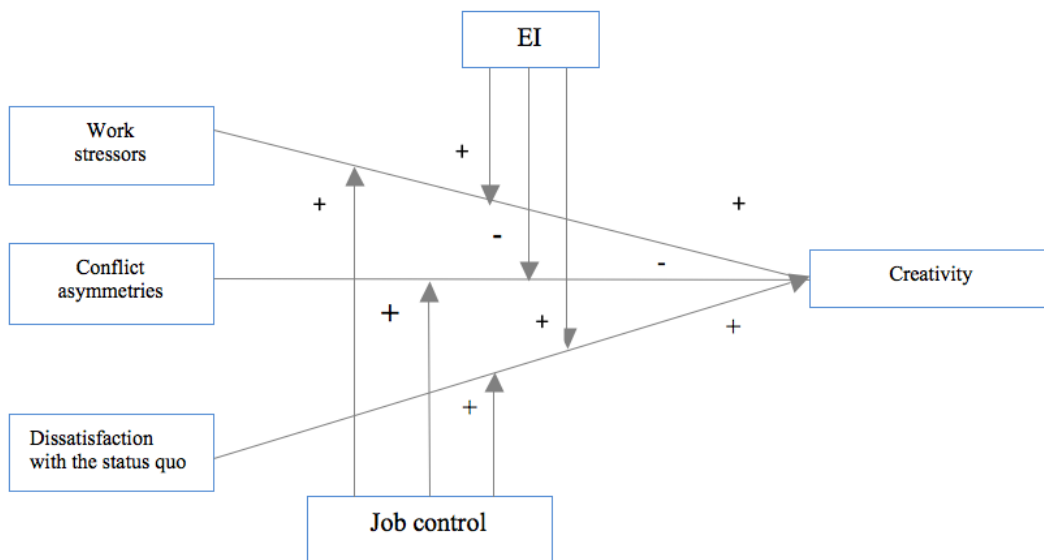 EI
Work
stressors
+
+
+
-
Conflict
asymmetries
-
Creativity
+
+
+
Dissatisfaction
with the status quo
+
Job control